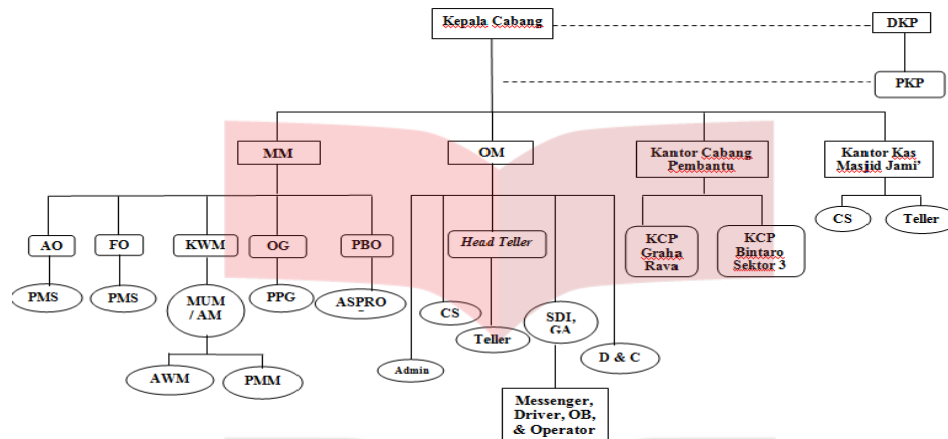 Kepala Cabang
DKP
PKP
MM
OM
Kantor Cabang
Pembantu
Kantor Kas
Masjid Jami'
CS
Teller
AO
FO
KWM
OG
PBO
Head Teller
KCP
Graha
Raya
KCP
Bintaro
Sektor 3
PMS
PMS
MUM
/ AM
PPG
ASPRO
CS
Teller
SDI,
GA
D & C
Admin
AWM
PMM
Messenger,
Driver, OB,
& Operator